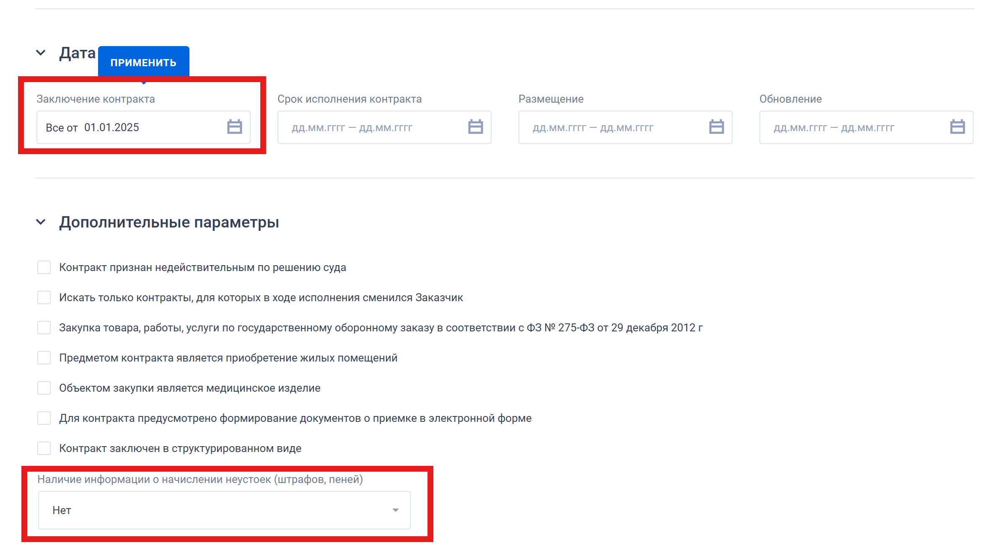 Дата
ПРИМЕНИТЬ
Заключение контракта
Срок исполнения контракта
Размещение
Обновление
Все от 01.01.2025
дд.мм.гггг — дд.мм.гггг
дд.мм.гггг — дд.мм.гггг
дд.мм.гггг — дд.мм.гггг
Дополнительные параметры
Контракт признан недействительным по решению суда
Искать только контракты, для которых в ходе исполнения сменился Заказчик
Закупка товара, работы, услуги по государственному оборонному заказу в соответствии с ФЗ № 275-ФЗ от 29 декабря 2012 г
Предметом контракта является приобретение жилых помещений
Объектом закупки является медицинское изделие
Для контракта предусмотрено формирование документов о приемке в электронной форме
Контракт заключен в структурированном виде
Наличие информации о начислении неустоек (штрафов, пеней)
Нет